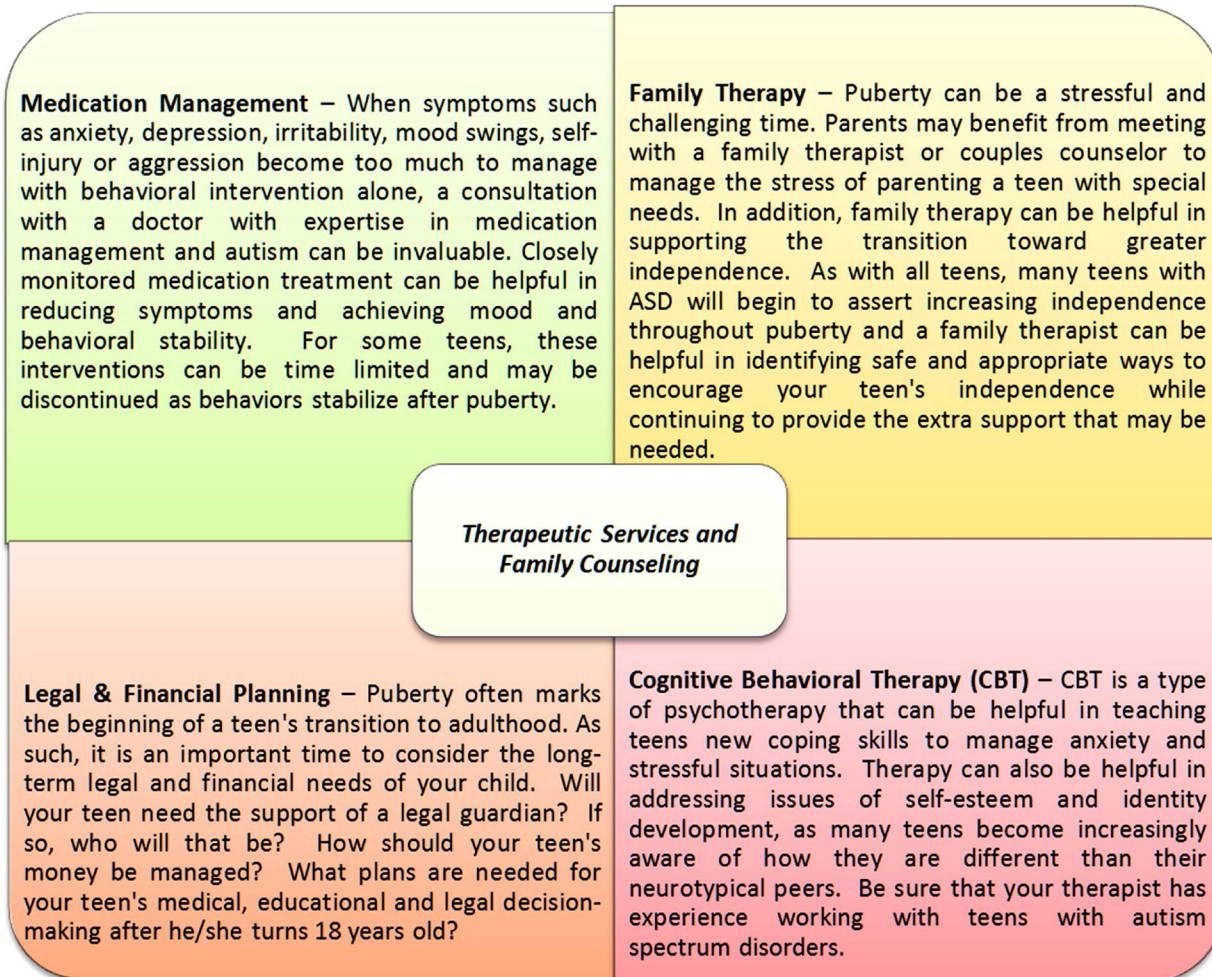 Medication Management – When symptoms such
as anxiety, depression, irritability, mood swings, self-
injury or aggression become too much to manage
with behavioral intervention alone, a consultation
with a doctor with expertise in medication
management and autism can be invaluable. Closely
monitored medication treatment can be helpful in
reducing symptoms and achieving mood and
behavioral stability. For some teens, these
interventions can be time limited and may be
discontinued as behaviors stabilize after puberty.
Family Therapy – Puberty can be a stressful and
challenging time. Parents may benefit from meeting
with a family therapist or couples counselor to
manage the stress of parenting a teen with special
needs. In addition, family therapy can be helpful in
supporting the transition toward greater
independence. As with all teens, many teens with
ASD will begin to assert increasing independence
throughout puberty and a family therapist can be
helpful in identifying safe and appropriate ways to
encourage your teen's independence while
continuing to provide the extra support that may be
needed.
Therapeutic Services and
Family Counseling
Legal & Financial Planning – Puberty often marks
the beginning of a teen's transition to adulthood. As
such, it is an important time to consider the long-
term legal and financial needs of your child. Will
your teen need the support of a legal guardian? If
so, who will that be? How should your teen's
money be managed? What plans are needed for
your teen's medical, educational and legal decision-
making after he/she turns 18 years old?
Cognitive Behavioral Therapy (CBT) – CBT is a type
of psychotherapy that can be helpful in teaching
teens new coping skills to manage anxiety and
stressful situations. Therapy can also be helpful in
addressing issues of self-esteem and identity
development, as many teens become increasingly
aware of how they are different than their
neurotypical peers. Be sure that your therapist has
experience working with teens with autism
spectrum disorders.